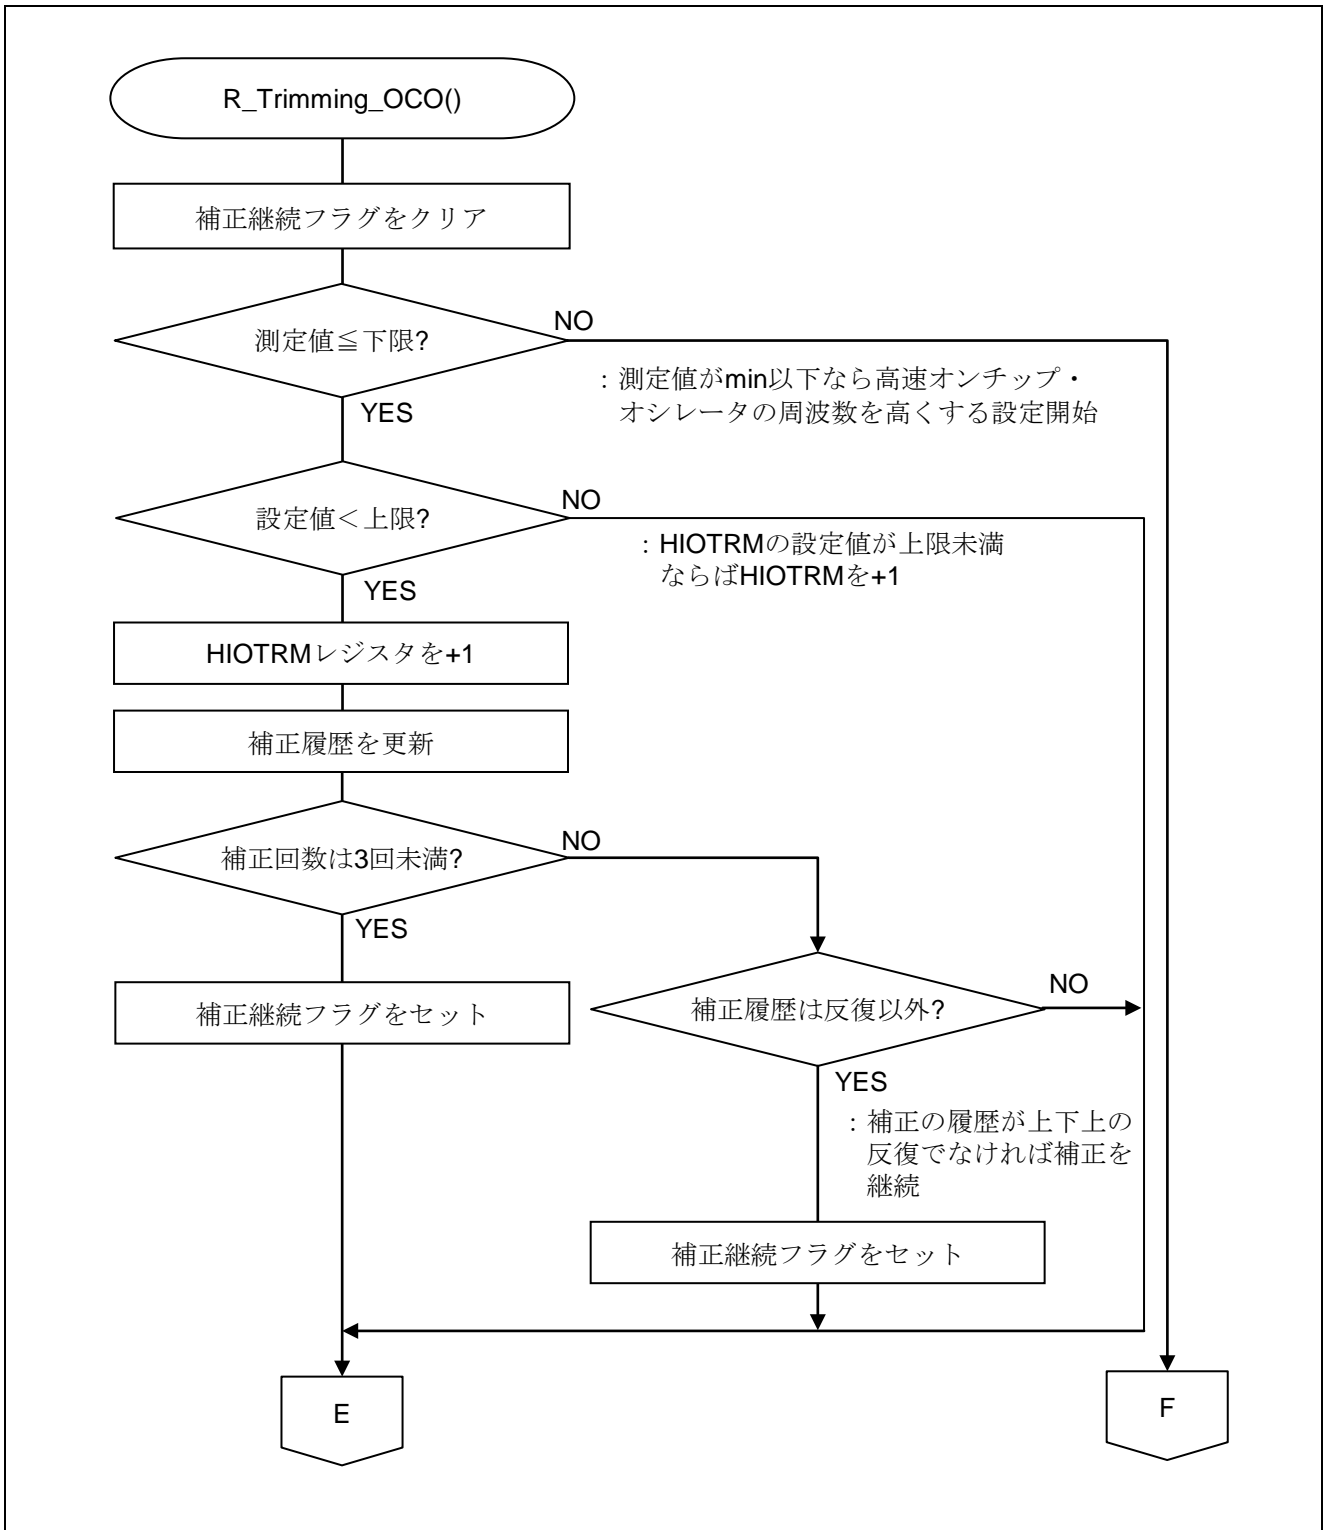 R_Trimming_OCO()
補正継続フラグをクリア
測定値≦下限?
NO
：測定値がmin以下なら高速オンチップ・
オシレータの周波数を高くする設定開始
YES
設定値＜上限?
NO
：HIOTRMの設定値が上限未満
ならばHIOTRMを+1
YES
HIOTRMレジスタを+1
補正履歴を更新
補正回数は3回未満?
NO
YES
補正継続フラグをセット
補正履歴は反復以外?
NO
YES
：補正の履歴が上下上の
反復でなければ補正を
継続
補正継続フラグをセット
E
F